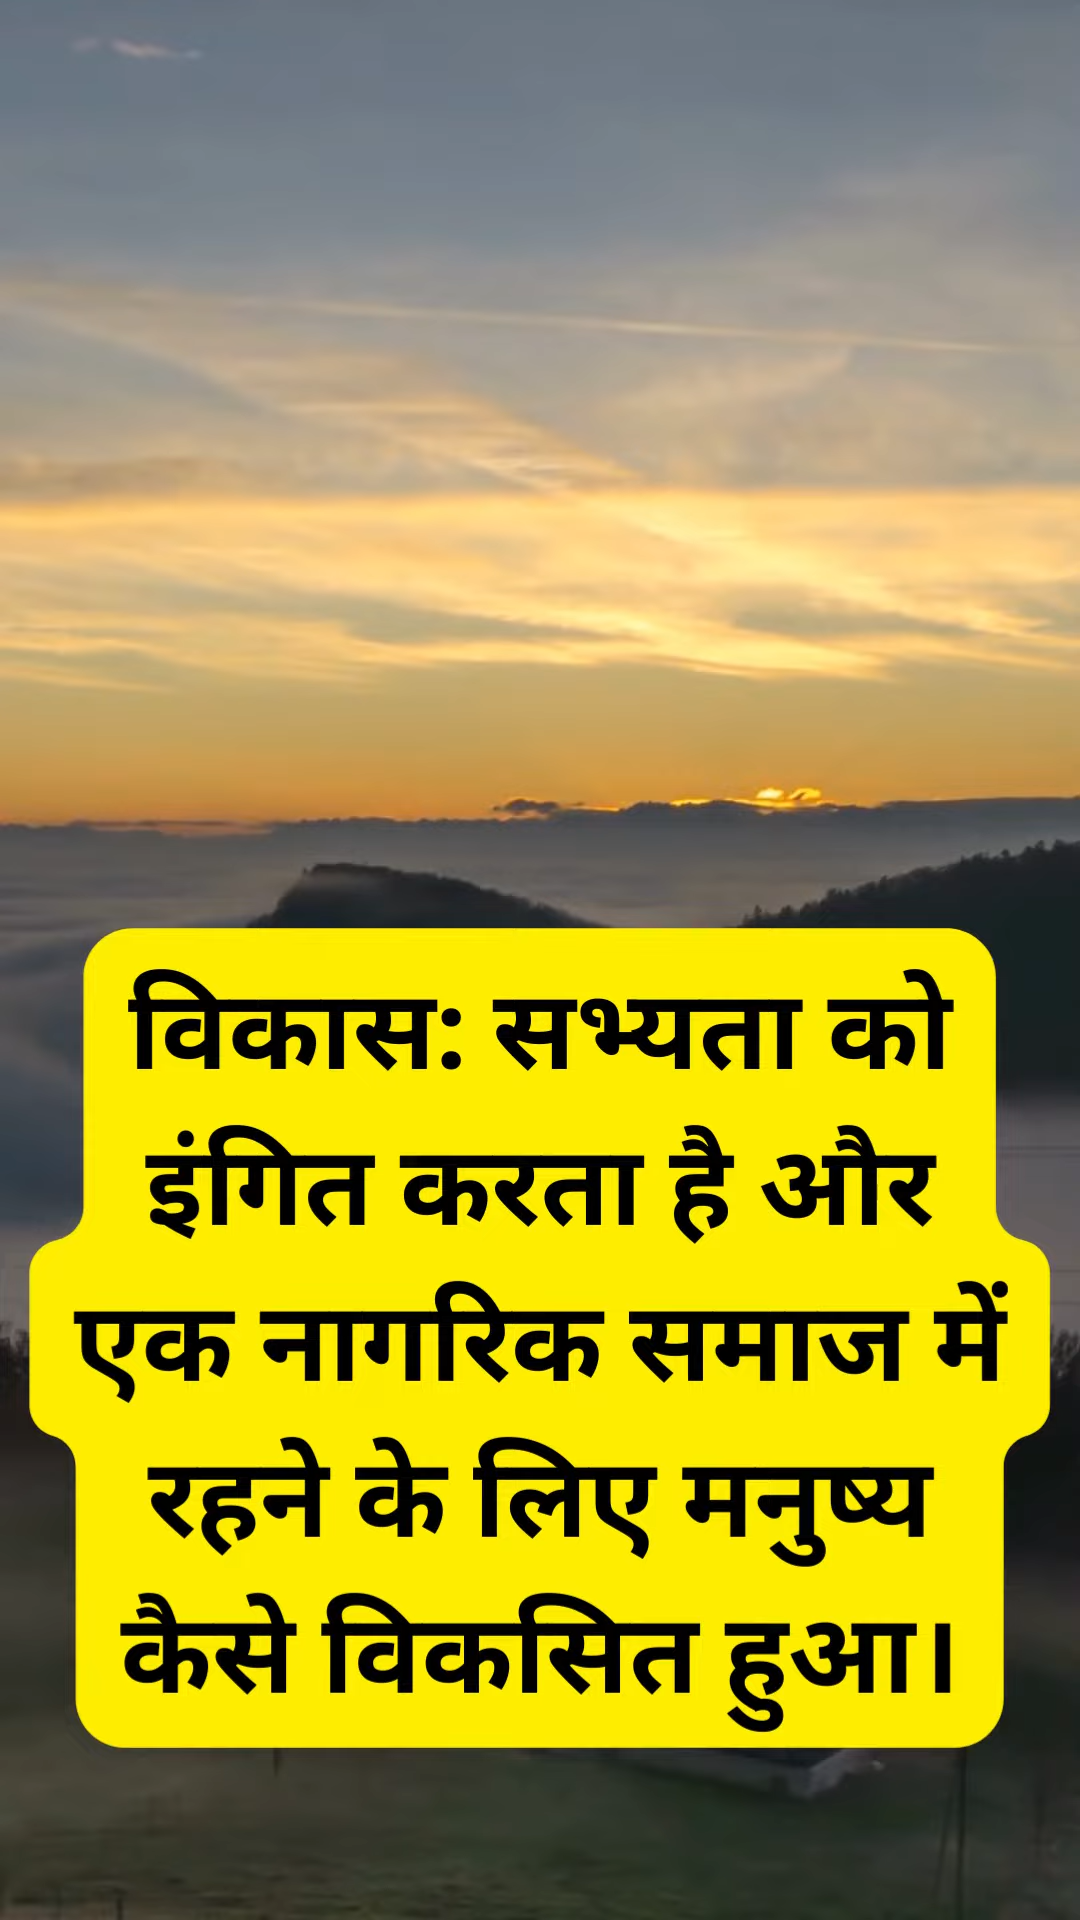 विकास: सभ्यता को
इंगित करता है और
एक नागरिक समाज में
रहने के लिए मनुष्य
कैसे विकसित हुआ।